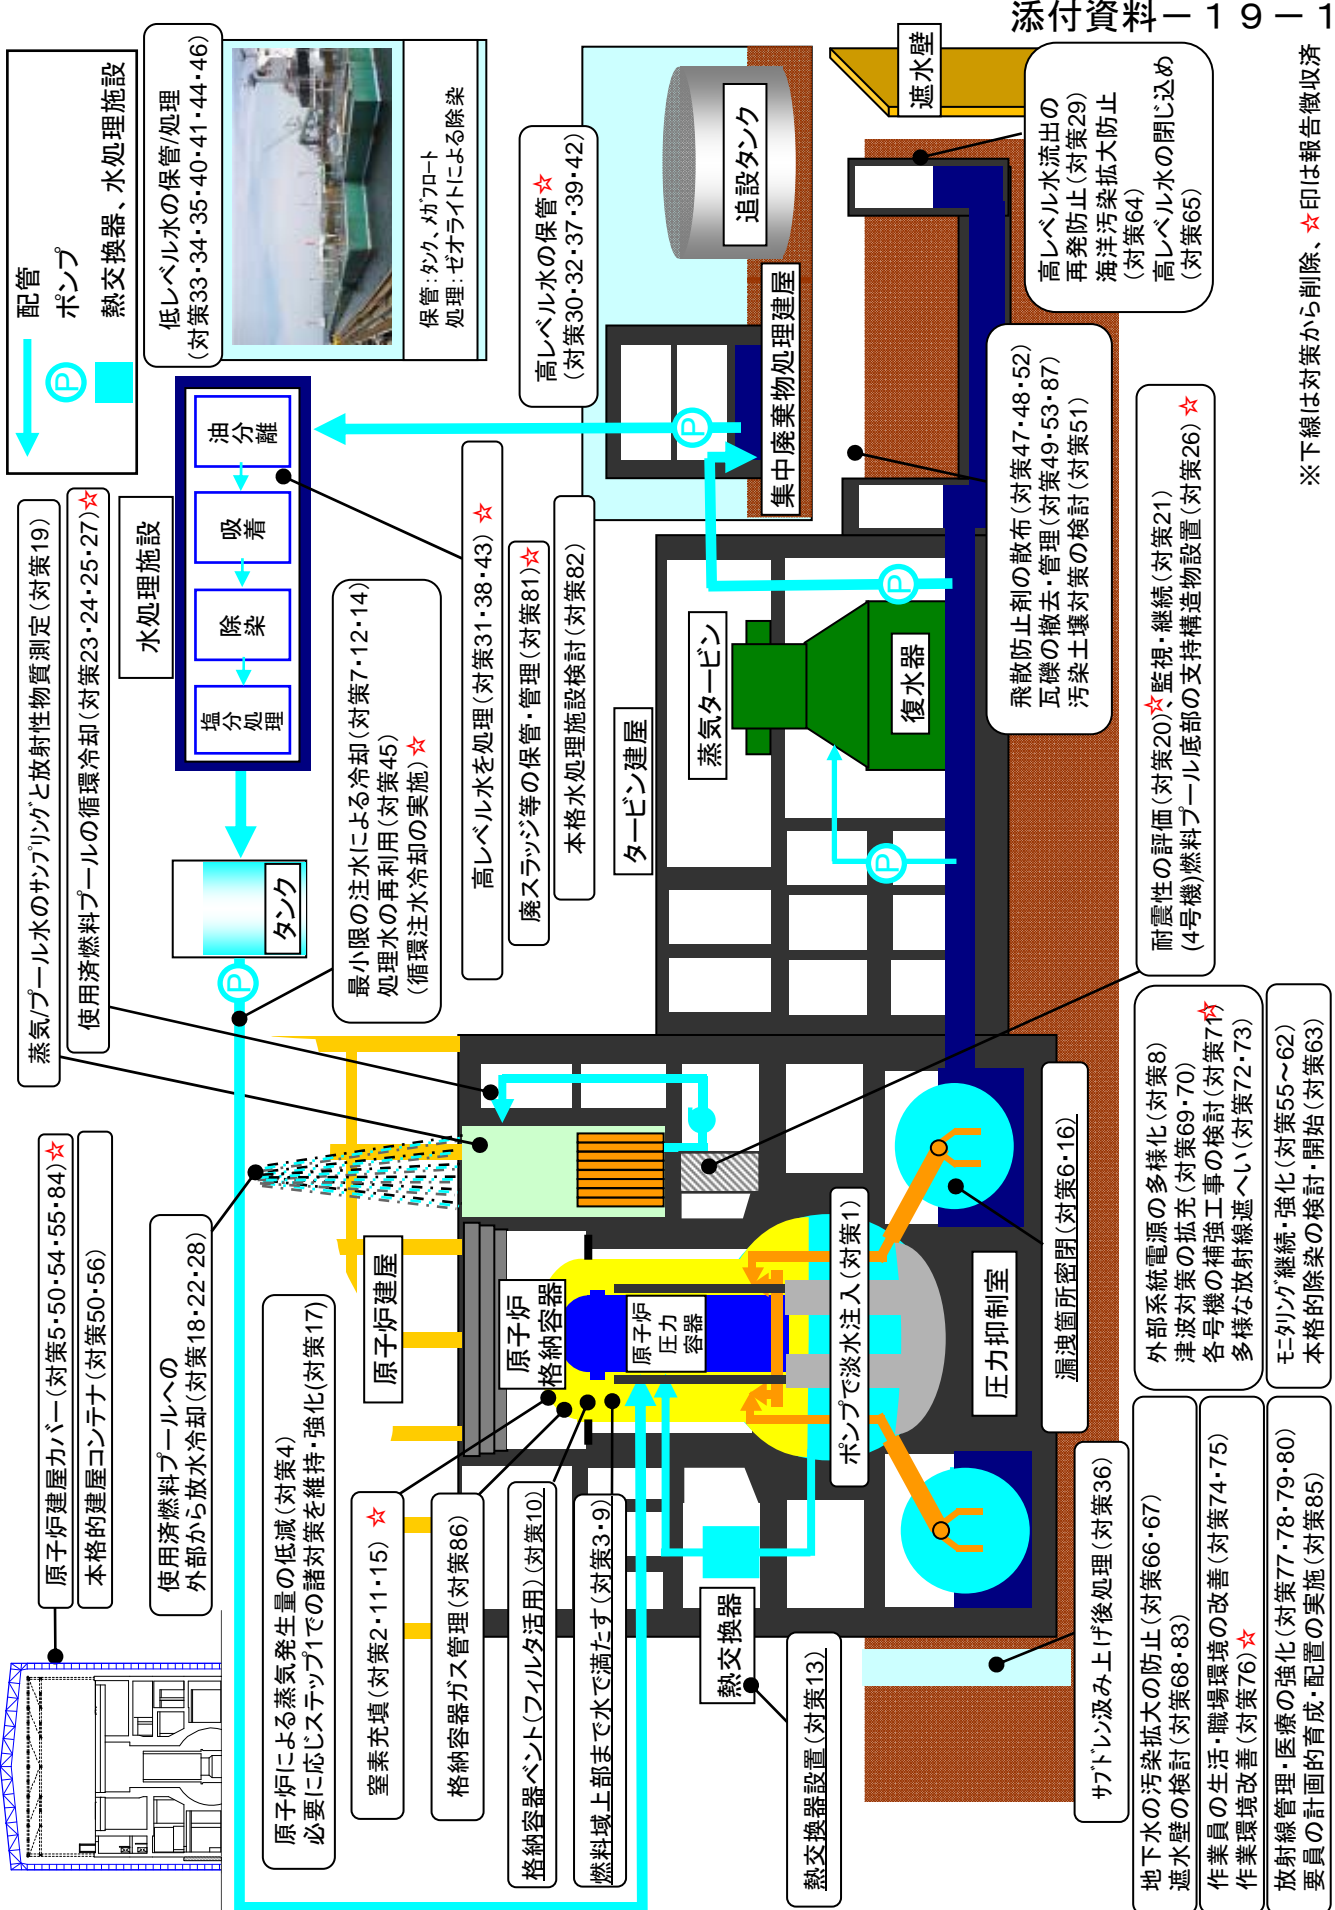 添付資料－１９－１
配管
ポンプ
熱交換器、水処理施設
低レベル水の保管/処理
(対策33・34・35・40・41・44・46)
保管：タンク、メガフロート
処理：ゼオライトによる除染
高レベル水の保管☆
(対策30・32・37・39・42)
追設タンク
遮水壁
高レベル水流出の
再発防止(対策29)
海洋汚染拡大防止
(対策64)
高レベル水の閉じ込め
(対策65)
※下線は対策から削除、☆印は報告徴収済
蒸気/プール水のサンプリングと放射性物質測定(対策19)
使用済燃料プールの循環冷却(対策23・24・25・27)☆
水処理施設
油分離
吸着
除染
塩分処理
集中廃棄物処理建屋
飛散防止剤の散布(対策47・48・52)
瓦礫の撤去・管理(対策49・53・87)
汚染土壌対策の検討(対策51)
タンク
最小限の注水による冷却(対策7・12・14)
処理水の再利用(対策45)
(循環注水冷却の実施)☆
高レベル水を処理(対策31・38・43)☆
廃スラッジ等の保管・管理(対策81)☆
本格水処理施設検討(対策82)
タービン建屋
蒸気タービン
復水器
耐震性の評価(対策20)☆、監視・継続(対策21)
(4号機)燃料プール底部の支持構造物設置(対策26)☆
原子炉建屋カバー(対策5・50・54・55・84)☆
本格的建屋コンテナ(対策50・56)
使用済燃料プールへの
外部から放水冷却(対策18・22・28)
原子炉建屋
原子炉
格納容器
原子炉
圧力
容器
ポンプで淡水注入(対策1)
圧力抑制室
漏洩箇所密閉(対策6・16)
外部系統電源の多様化(対策8)
津波対策の拡充(対策69・70)
各号機の補強工事の検討(対策71)☆
多様な放射線遮へい(対策72・73)
モニタリング継続・強化(対策55～62)
本格的除染の検討・開始(対策63)
原子炉による蒸気発生量の低減(対策4)
必要に応じステップ1での諸対策を維持・強化(対策17)
窒素充填(対策2・11・15)☆
格納容器ガス管理(対策86)
格納容器ベント(フィルタ活用)(対策10)
燃料域上部まで水で満たす(対策3・9)
熱交換器
熱交換器設置(対策13)
サブドレン汲み上げ後処理(対策36)
地下水の汚染拡大の防止(対策66・67)
遮水壁の検討(対策68・83)
作業員の生活・職場環境の改善(対策74・75)
作業環境改善(対策76)☆
放射線管理・医療の強化(対策77・78・79・80)
要員の計画的育成・配置の実施(対策85)
P
P
P
P
P